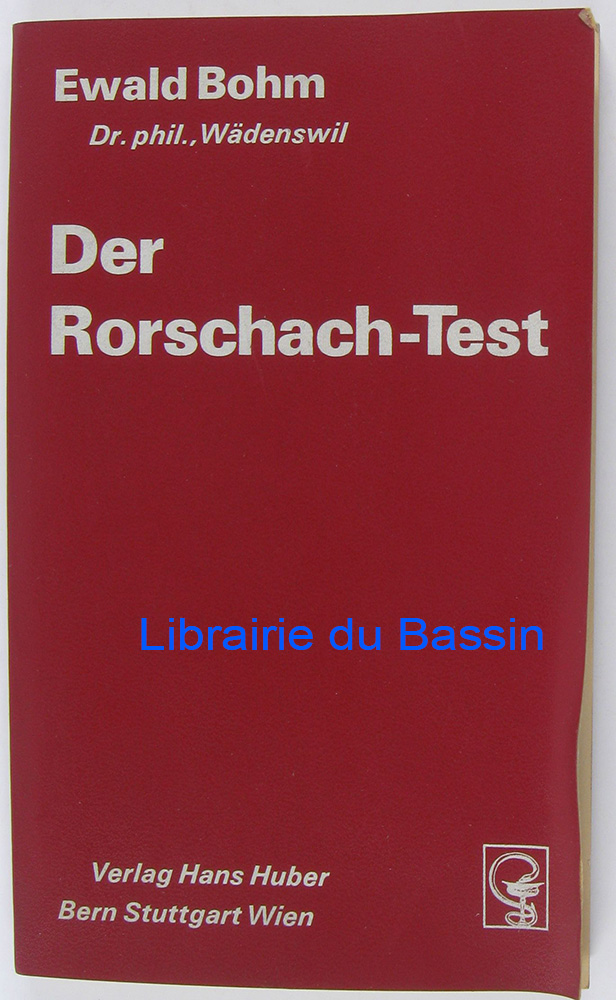 Ewald Bohm
Dr. phil., Wädenswil
Der
Rorschach-Test
Librairie du Bassin
Verlag Hans Huber
Bern Stuttgart Wien